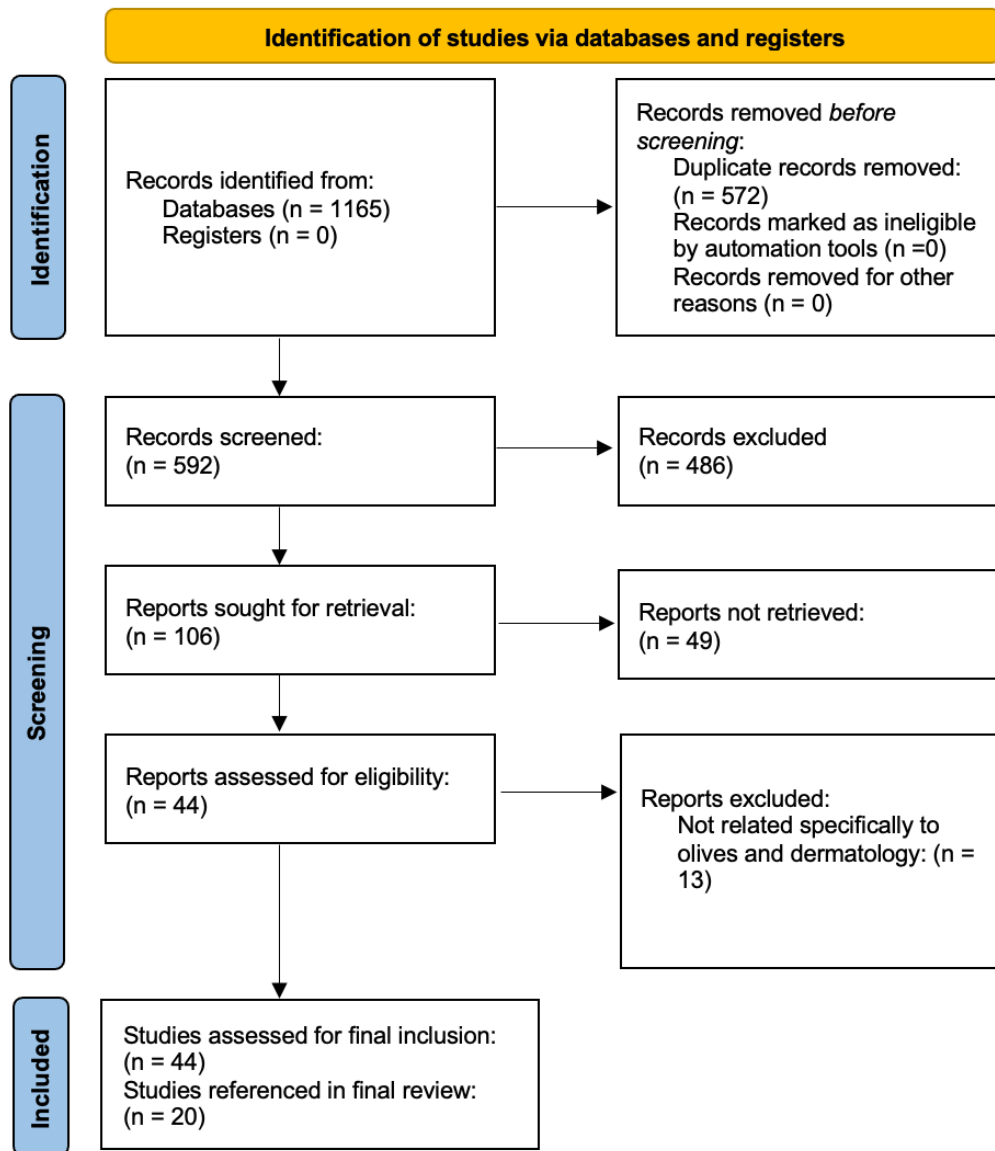 Identification of studies via databases and registers
Identification
Records identified from:
Databases (n = 1165)
Registers (n = 0)
Records removed before
screening:
Duplicate records removed:
(n = 572)
Records marked as ineligible
by automation tools (n =0)
Records removed for other
reasons (n = 0)
Screening
Records screened:
(n = 592)
Records excluded
(n = 486)
Reports sought for retrieval:
(n = 106)
Reports not retrieved:
(n = 49)
Reports assessed for eligibility:
(n = 44)
Reports excluded:
Not related specifically to
olives and dermatology: (n =
13)
Included
Studies assessed for final inclusion:
(n = 44)
Studies referenced in final review:
(n = 20)